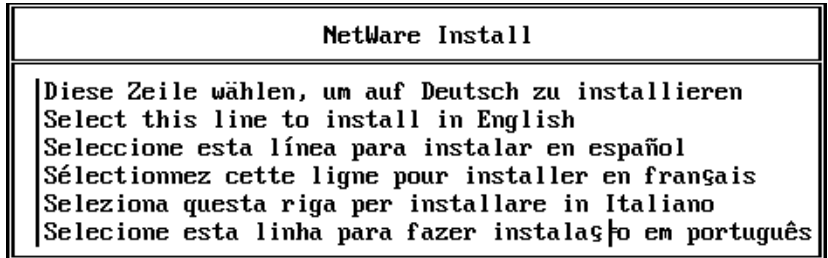 NetWare Install
Diese Zeile wählen, um auf Deutsch zu installieren
Select this line to install in English
Seleccione esta línea para instalar en español
Sélectionnez cette ligne pour installer en français
Seleziona questa riga per installare in Italiano
Selecione esta linha para fazer instalaç╞o em português